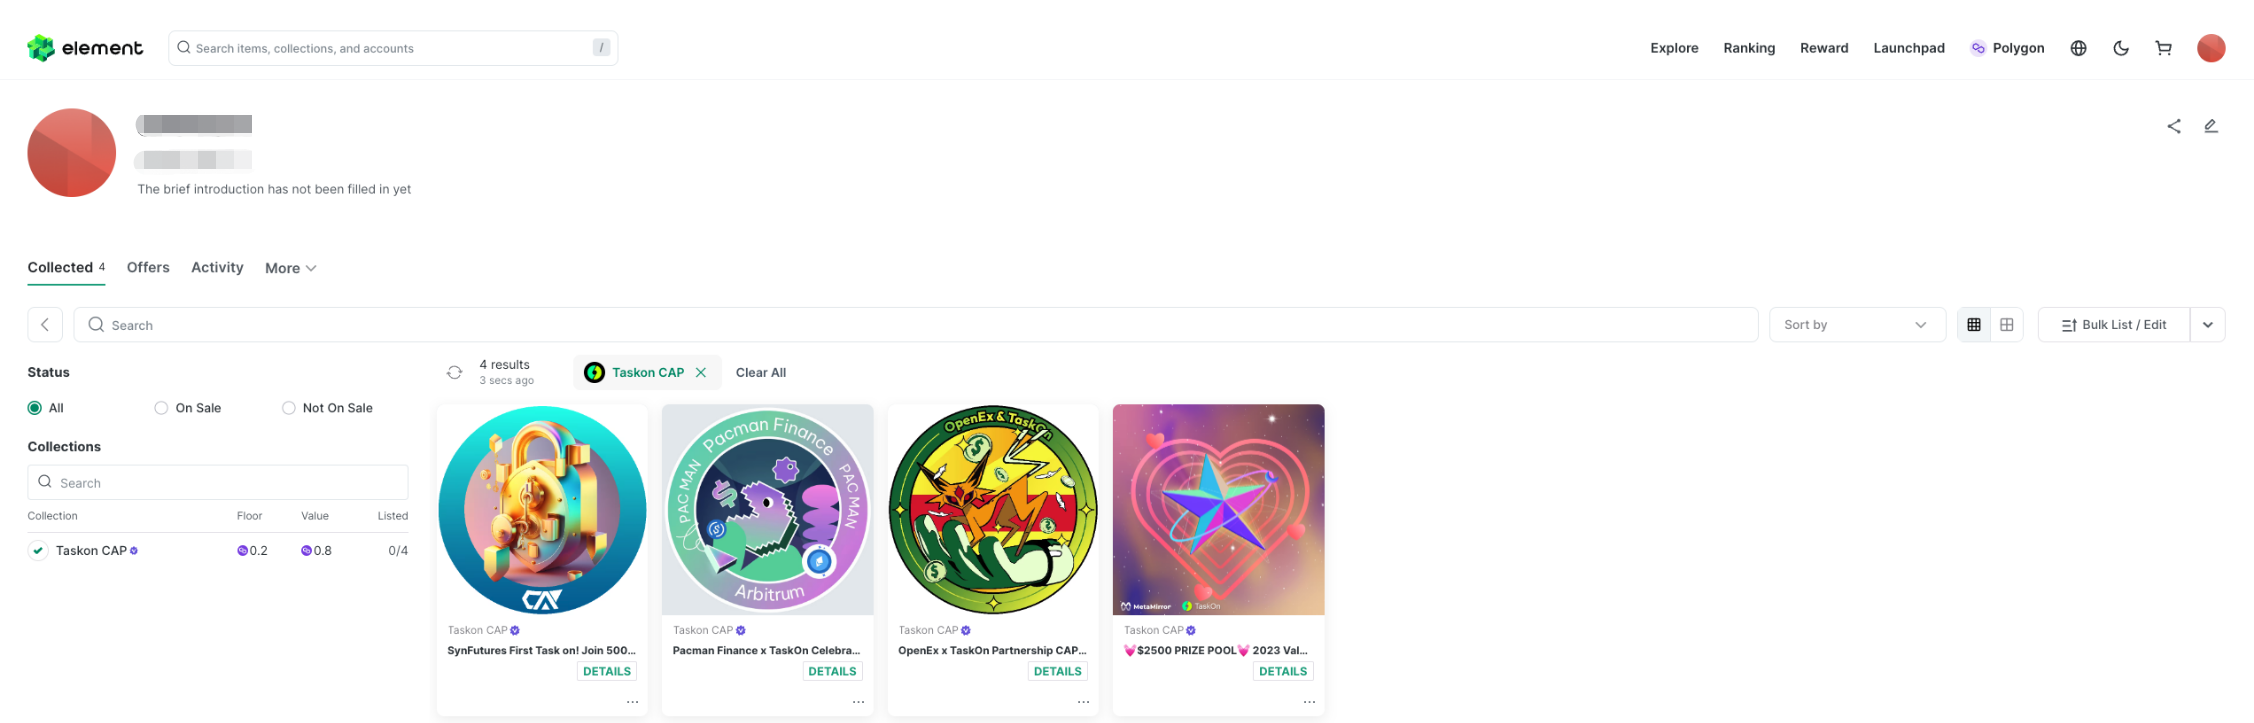 element
Search items, collections, and accounts
/
Explore
Ranking
Reward
Launchpad
Polygon
The brief introduction has not been filled in yet
Collected 4
Offers
Activity
More
Search
Sort by
Bulk List / Edit
Status
All
On Sale
Not On Sale
Collections
Search
Collection Floor Value Listed
Taskon CAP 0.2 0.8 0/4
4 results
3 secs ago
Taskon CAP
Clear All
Taskon CAP
SynFutures First Task on! Join 500...
DETAILS
...
Pacman Finance
PAC MAN
PAC MAN
Arbitrum
Taskon CAP
Pacman Finance x TaskOn Celebra...
DETAILS
...
OpenEx & TaskOn
Taskon CAP
OpenEx x TaskOn Partnership CAP...
DETAILS
...
MetaMirror TaskOn
Taskon CAP
💓$2500 PRIZE POOL💓 2023 Val...
DETAILS
...